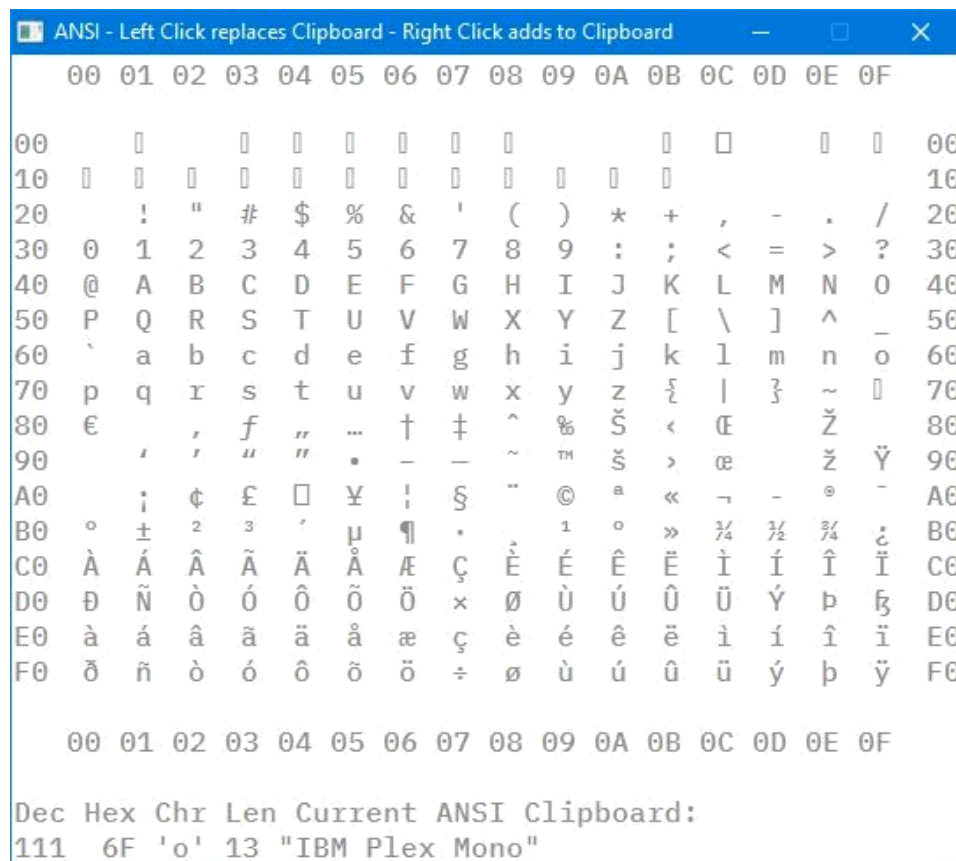 ANSI - Left Click replaces Clipboard - Right Click adds to Clipboard
00 01 02 03 04 05 06 07 08 09 0A 0B 0C 0D 0E 0F
00 ▯ ▯ ▯ ▯ ▯ ▯ ▯ ▯ □ ▯ ▯ 00
10 ▯ ▯ ▯ ▯ ▯ ▯ ▯ ▯ ▯ ▯ ▯ ▯ 10
20 ! " # $ % & ' ( ) * + , - . / 20
30 0 1 2 3 4 5 6 7 8 9 : ; < = > ? 30
40 @ A B C D E F G H I J K L M N O 40
50 P Q R S T U V W X Y Z [ \ ] ^ _ 50
60 ` a b c d e f g h i j k l m n o 60
70 p q r s t u v w x y z { | } ~ ▯ 70
80 € ‚ ƒ „ … † ‡ ˆ ‰ Š ‹ Œ Ž 80
90 ‘ ’ “ ” • – — ˜ ™ š › œ ž Ÿ 90
A0 ¡ ¢ £ □ ¥ ¦ § ¨ © ª « ¬ - ® ¯ A0
B0 ° ± ² ³ ´ µ ¶ · ¸ ¹ º » ¼ ½ ¾ ¿ B0
C0 À Á Â Ã Ä Å Æ Ç È É Ê Ë Ì Í Î Ï C0
D0 Ð Ñ Ò Ó Ô Õ Ö × Ø Ù Ú Û Ü Ý Þ ß D0
E0 à á â ã ä å æ ç è é ê ë ì í î ï E0
F0 ð ñ ò ó ô õ ö ÷ ø ù ú û ü ý þ ÿ F0
00 01 02 03 04 05 06 07 08 09 0A 0B 0C 0D 0E 0F
Dec Hex Chr Len Current ANSI Clipboard:
111 6F 'o' 13 "IBM Plex Mono"